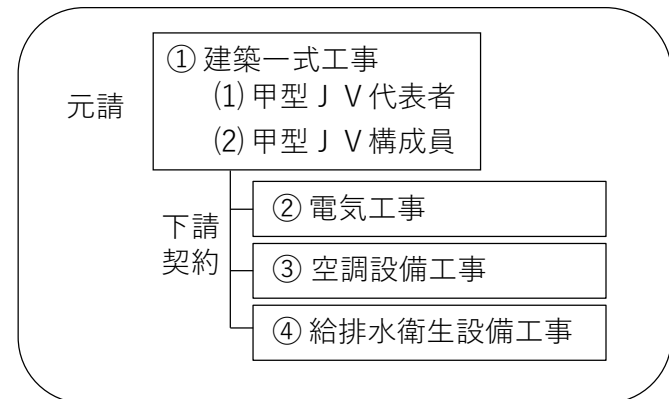 ① 建築一式工事
⑴ 甲型ＪＶ代表者
⑵ 甲型ＪＶ構成員
元請
下請
契約
② 電気工事
③ 空調設備工事
④ 給排水衛生設備工事